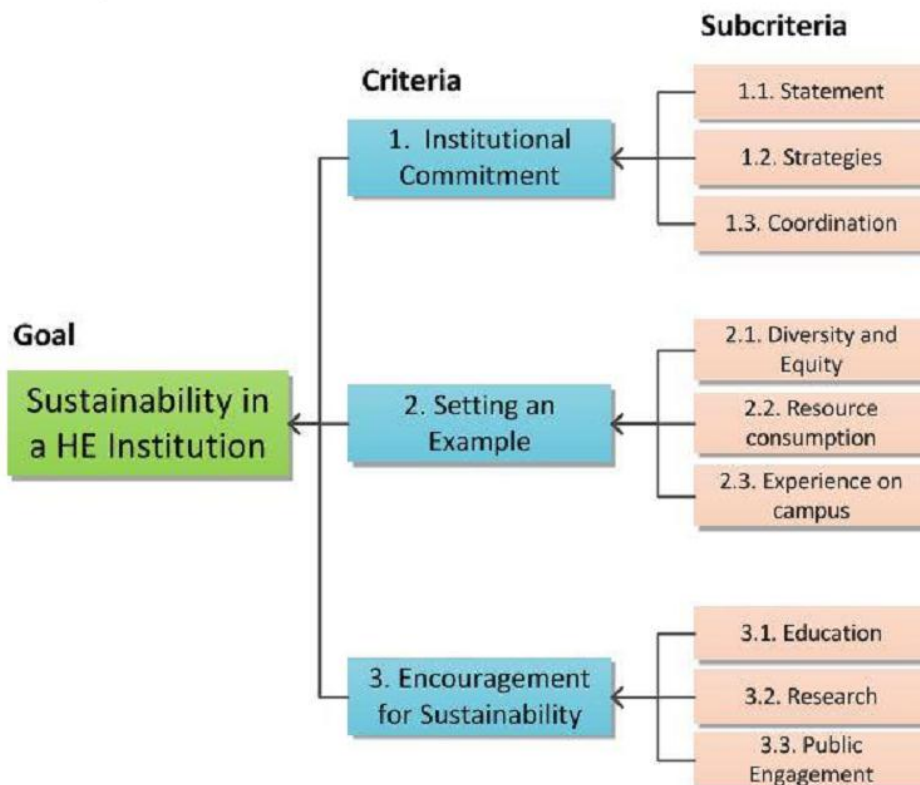 Subcriteria
Criteria
Goal
Sustainability in
a HE Institution
1. Institutional
Commitment
1.1. Statement
1.2. Strategies
1.3. Coordination
2. Setting an
Example
2.1. Diversity and
Equity
2.2. Resource
consumption
2.3. Experience on
campus
3. Encouragement
for Sustainability
3.1. Education
3.2. Research
3.3. Public
Engagement